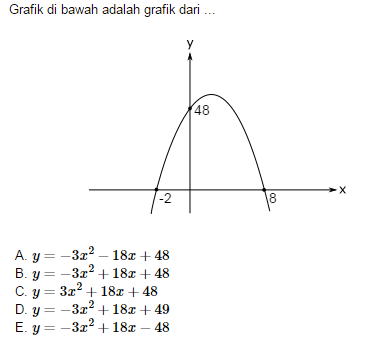 Grafik di bawah adalah grafik dari ...
y
48
-2
8
x
A. y = −3x² − 18x + 48
B. y = −3x² + 18x + 48
C. y = 3x² + 18x + 48
D. y = −3x² + 18x + 49
E. y = −3x² + 18x − 48